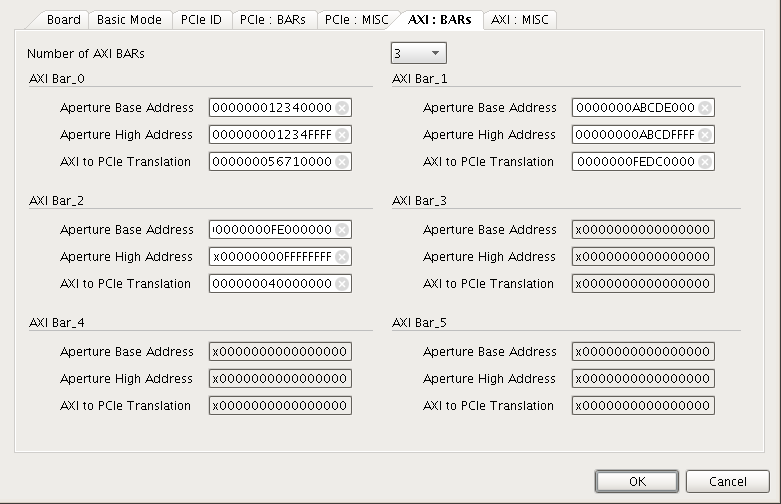 Board Basic Mode PCIe ID PCIe : BARs PCIe : MISC AXI : BARs AXI : MISC
Number of AXI BARs 3
AXI Bar_0 AXI Bar_1
Aperture Base Address 000000012340000 Aperture Base Address 0000000ABCDE000
Aperture High Address 00000001234FFFF Aperture High Address 00000000ABCDFFFF
AXI to PCIe Translation 000000056710000 AXI to PCIe Translation 0000000FEDC0000
AXI Bar_2 AXI Bar_3
Aperture Base Address 0000000FE000000 Aperture Base Address x0000000000000000
Aperture High Address x00000000FFFFFFFF Aperture High Address x0000000000000000
AXI to PCIe Translation 000000040000000 AXI to PCIe Translation x0000000000000000
AXI Bar_4 AXI Bar_5
Aperture Base Address x0000000000000000 Aperture Base Address x0000000000000000
Aperture High Address x0000000000000000 Aperture High Address x0000000000000000
AXI to PCIe Translation x0000000000000000 AXI to PCIe Translation x0000000000000000
OK Cancel